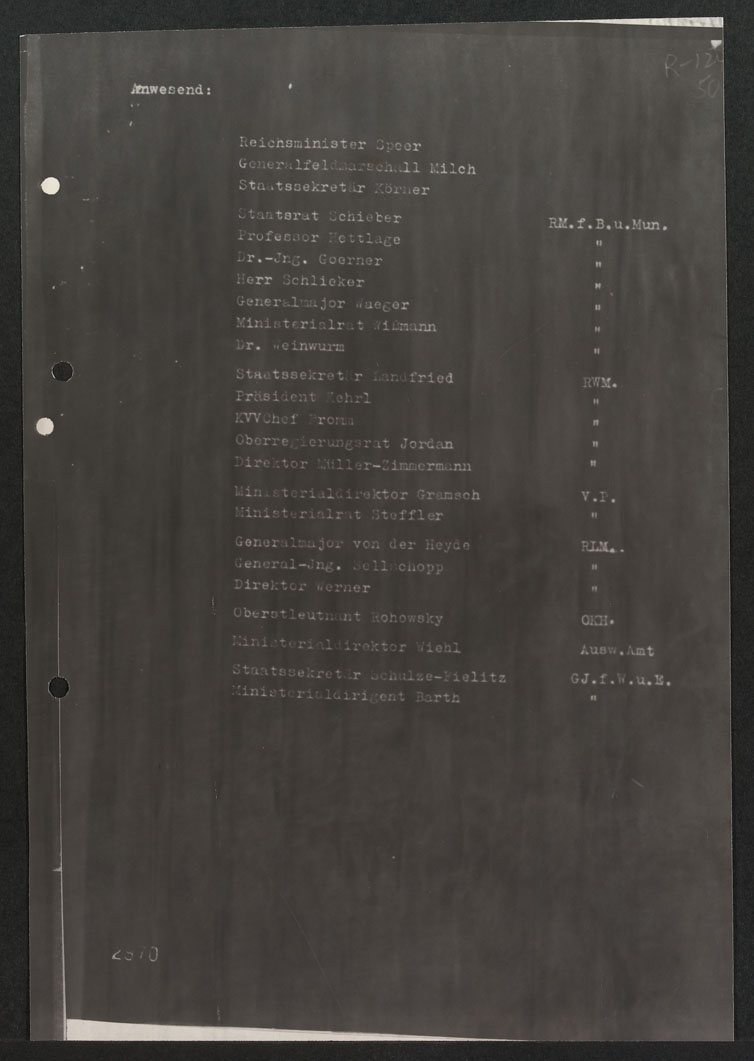 R-12
50
Anwesend:
Reichsminister Speer
Generalfeldmarschall Milch
Staatssekretär Körner
Staatsrat Schieber RM.f.B.u.Mun.
Professor Hettlage "
Dr.-Jng. Goerner "
Herr Schlieker "
Generalmajor Waeger "
Ministerialrat Wißmann "
Dr. Weinwurm "
Staatssekretär Landfried RWM.
Präsident Kehrl "
KVVChef Fromm "
Oberregierungsrat Jordan "
Direktor Müller-Zimmermann "
Ministerialdirektor Gramsch V.P.
Ministerialrat Steffler "
Generalmajor von der Heyde RLM.
General-Jng. Sellschopp "
Direktor Werner "
Oberstleutnant Rohowsky OKH.
Ministerialdirektor Wiehl Ausw.Amt
Staatssekretär Schulze-Fielitz GJ.f.W.u.E.
Ministerialdirigent Barth "
2970